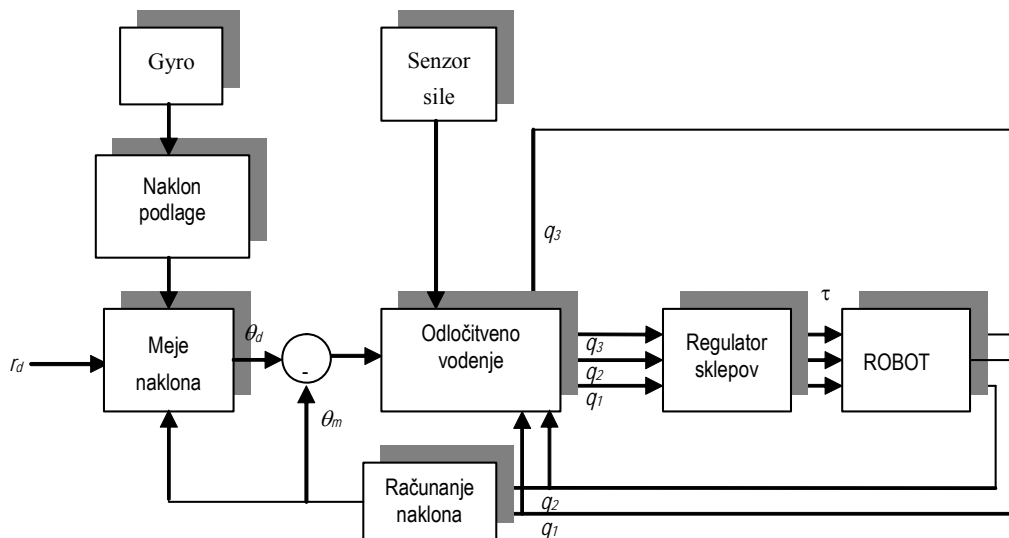 Gyro
Senzor
sile
Naklon
podlage
q3
τ
rd
Meje
naklona
θd
-
θm
Odločitveno
vodenje
q3
q2
q1
Regulator
sklepov
ROBOT
Računanje
naklona
q2
q1